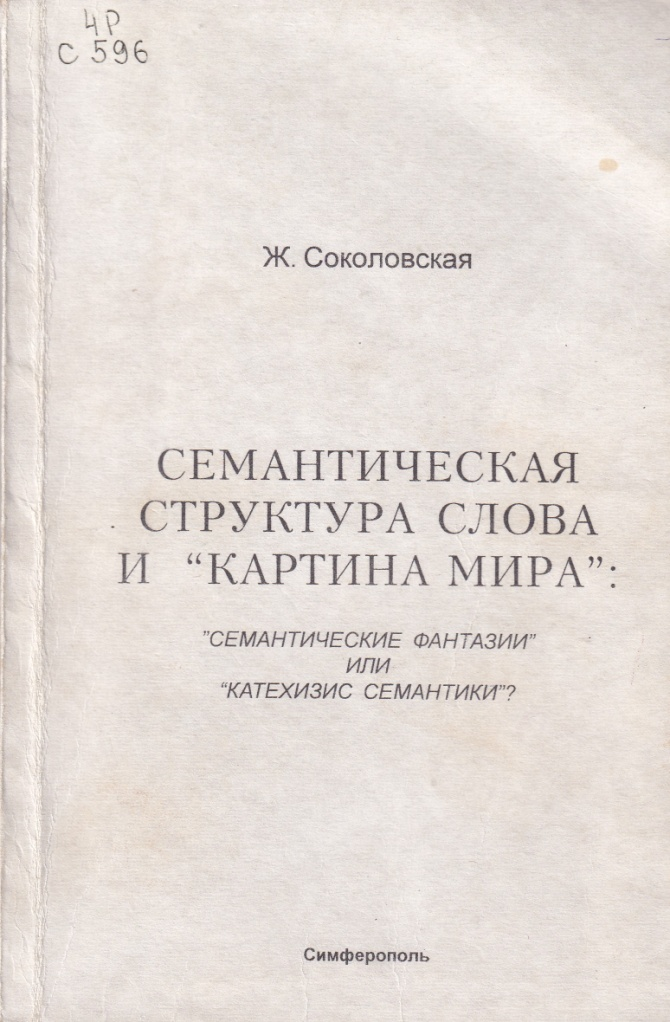 4Р
С 596
Ж. Соколовская
СЕМАНТИЧЕСКАЯ
СТРУКТУРА СЛОВА
И “КАРТИНА МИРА”:
”СЕМАНТИЧЕСКИЕ ФАНТАЗИИ”
ИЛИ
“КАТЕХИЗИС СЕМАНТИКИ”?
Симферополь